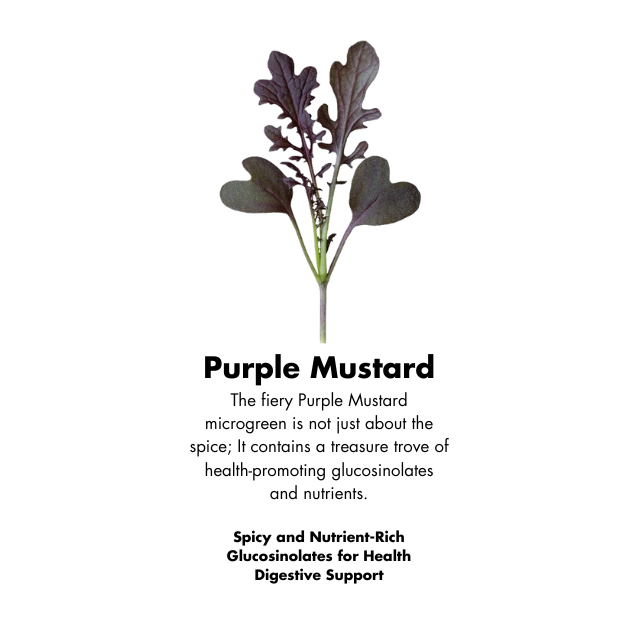 Purple Mustard
The fiery Purple Mustard
microgreen is not just about the
spice; It contains a treasure trove of
health-promoting glucosinolates
and nutrients.
Spicy and Nutrient-Rich
Glucosinolates for Health
Digestive Support